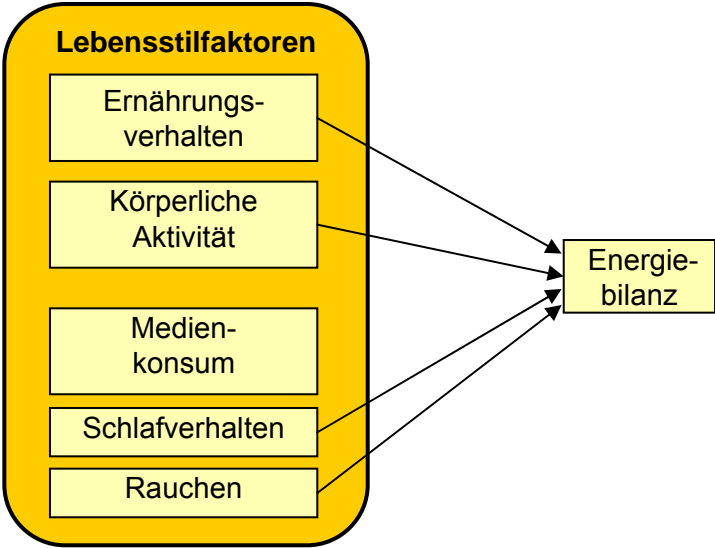 Lebensstilfaktoren
Ernährungs-
verhalten
Körperliche
Aktivität
Medien-
konsum
Schlafverhalten
Rauchen
Energie-
bilanz